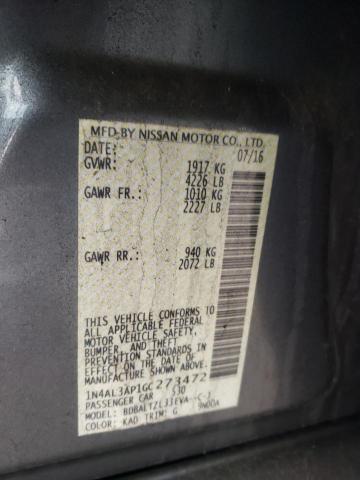 MFD BY NISSAN MOTOR CO., LTD.
DATE: 07/16
GVWR: 1917 KG
4226 LB
GAWR FR.: 1010 KG
2227 LB
GAWR RR.: 940 KG
2072 LB
THIS VEHICLE CONFORMS TO
ALL APPLICABLE FEDERAL
MOTOR VEHICLE SAFETY,
BUMPER, AND THEFT
PREVENTION STANDARDS IN
EFFECT ON THE DATE OF
MANUFACTURE SHOWN ABOVE.
1N4AL3AP1GC273472
PASSENGER CAR 530
MODEL: BDBALTZL33EVA
COLOR: KAD TRIM: G